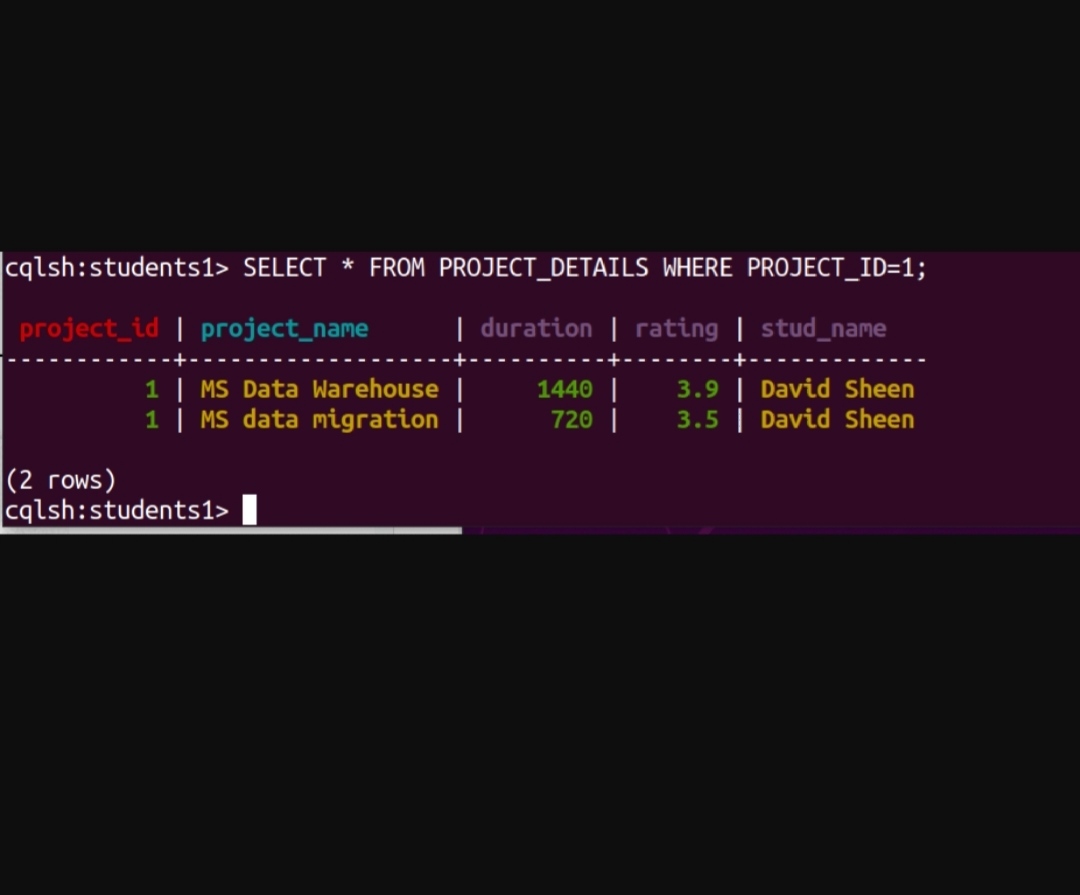 cqlsh:students1> SELECT * FROM PROJECT_DETAILS WHERE PROJECT_ID=1;
project_id | project_name | duration | rating | stud_name
------------+-------------------+----------+--------+-------------
1 | MS Data Warehouse | 1440 | 3.9 | David Sheen
1 | MS data migration | 720 | 3.5 | David Sheen
(2 rows)
cqlsh:students1>